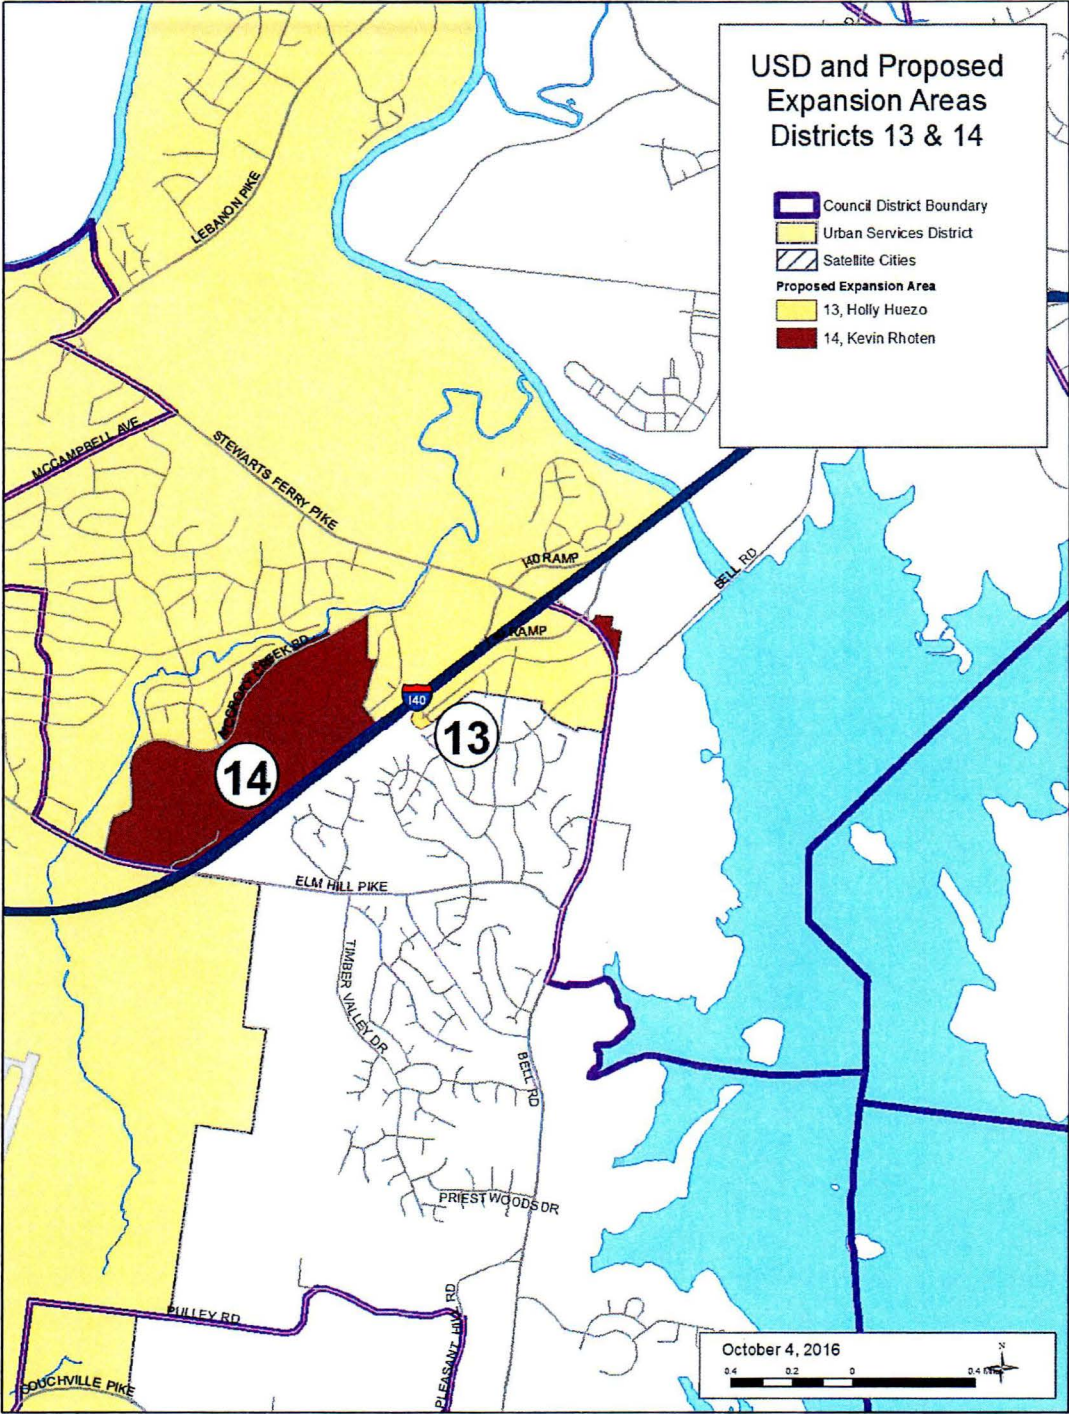 USD and Proposed
Expansion Areas
Districts 13 & 14
Council District Boundary
Urban Services District
Satellite Cities
Proposed Expansion Area
13, Holly Huezo
14, Kevin Rhoten
LEBANON PIKE
MCCAMPBELL AVE
STEWARTS FERRY PIKE
I40 RAMP
BELL RD
RAMP
CREEK RD
I40
13
14
ELM HILL PIKE
TIMBER VALLEY DR
BELL RD
PRIEST WOODS DR
PULLEY RD
PLEASANT HILL RD
COUCHVILLE PIKE
October 4, 2016
N
0.4 0.2 0 0.4